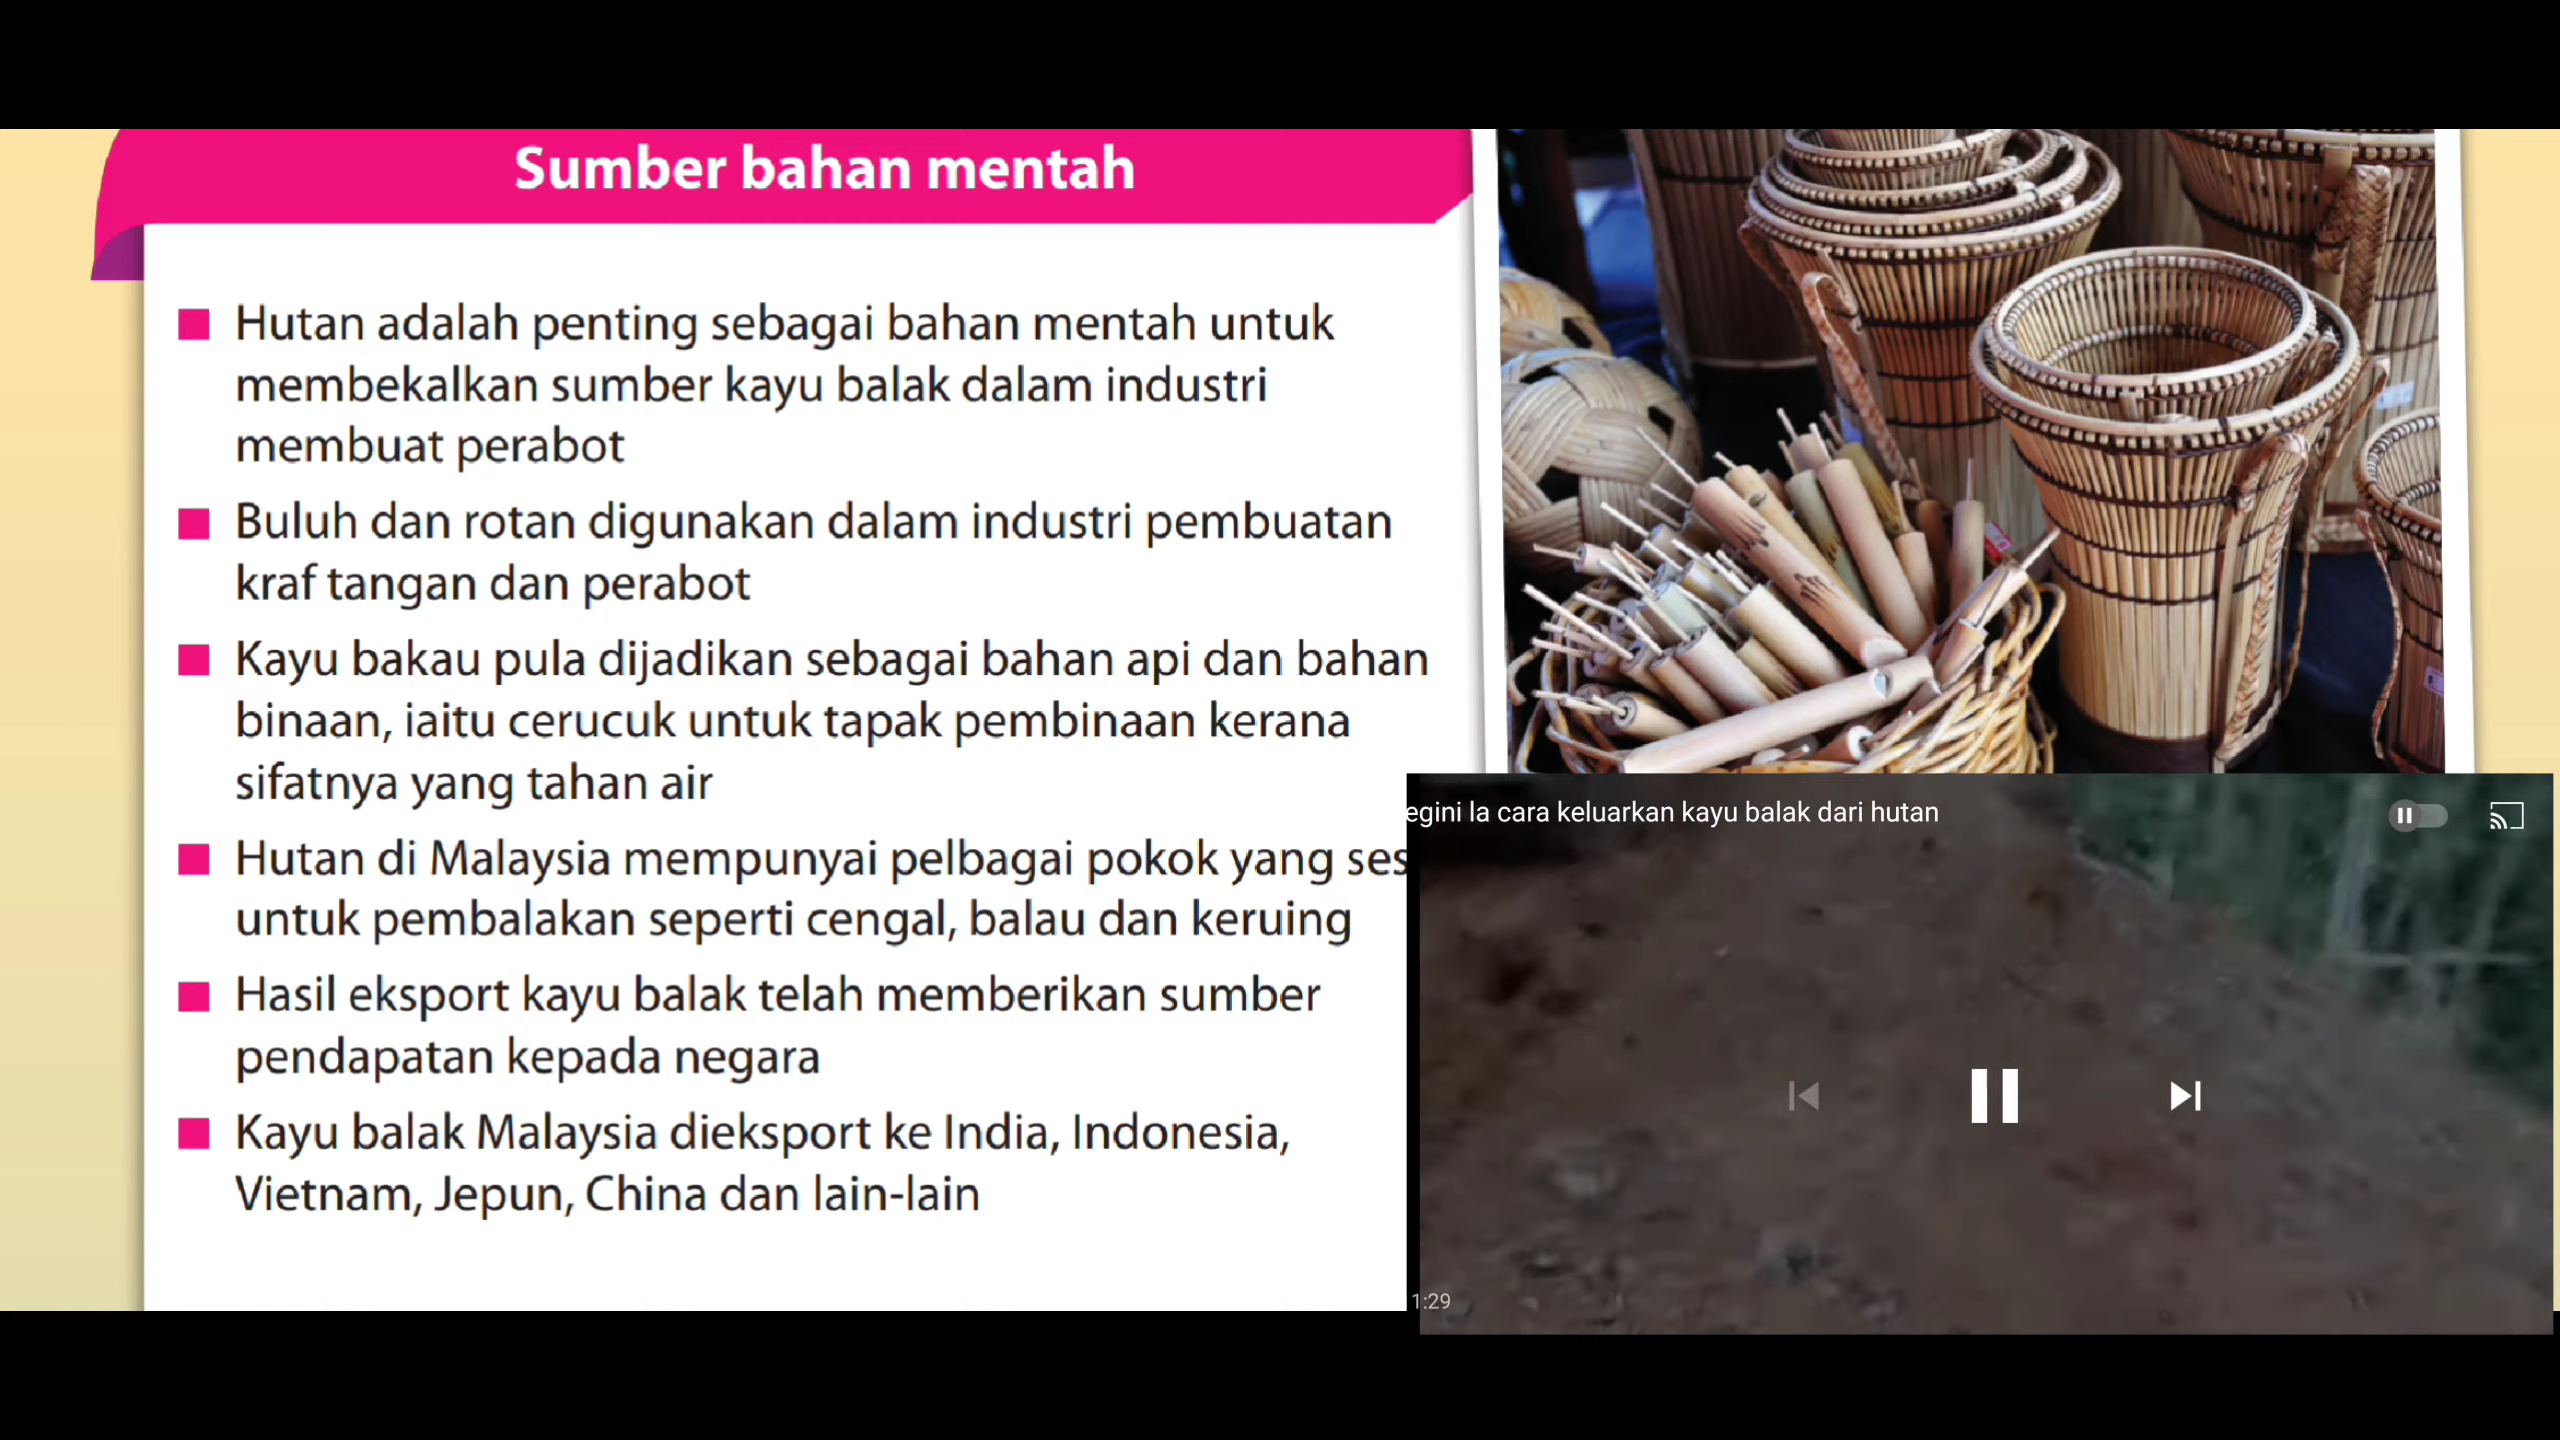 Sumber bahan mentah
Hutan adalah penting sebagai bahan mentah untuk
membekalkan sumber kayu balak dalam industri
membuat perabot
Buluh dan rotan digunakan dalam industri pembuatan
kraf tangan dan perabot
Kayu bakau pula dijadikan sebagai bahan api dan bahan
binaan, iaitu cerucuk untuk tapak pembinaan kerana
sifatnya yang tahan air
Hutan di Malaysia mempunyai pelbagai pokok yang
untuk pembalakan seperti cengal, balau dan keruing
Hasil eksport kayu balak telah memberikan sumber
pendapatan kepada negara
Kayu balak Malaysia dieksport ke India, Indonesia,
Vietnam, Jepun, China dan lain-lain
egini la cara keluarkan kayu balak dari hutan
1:29